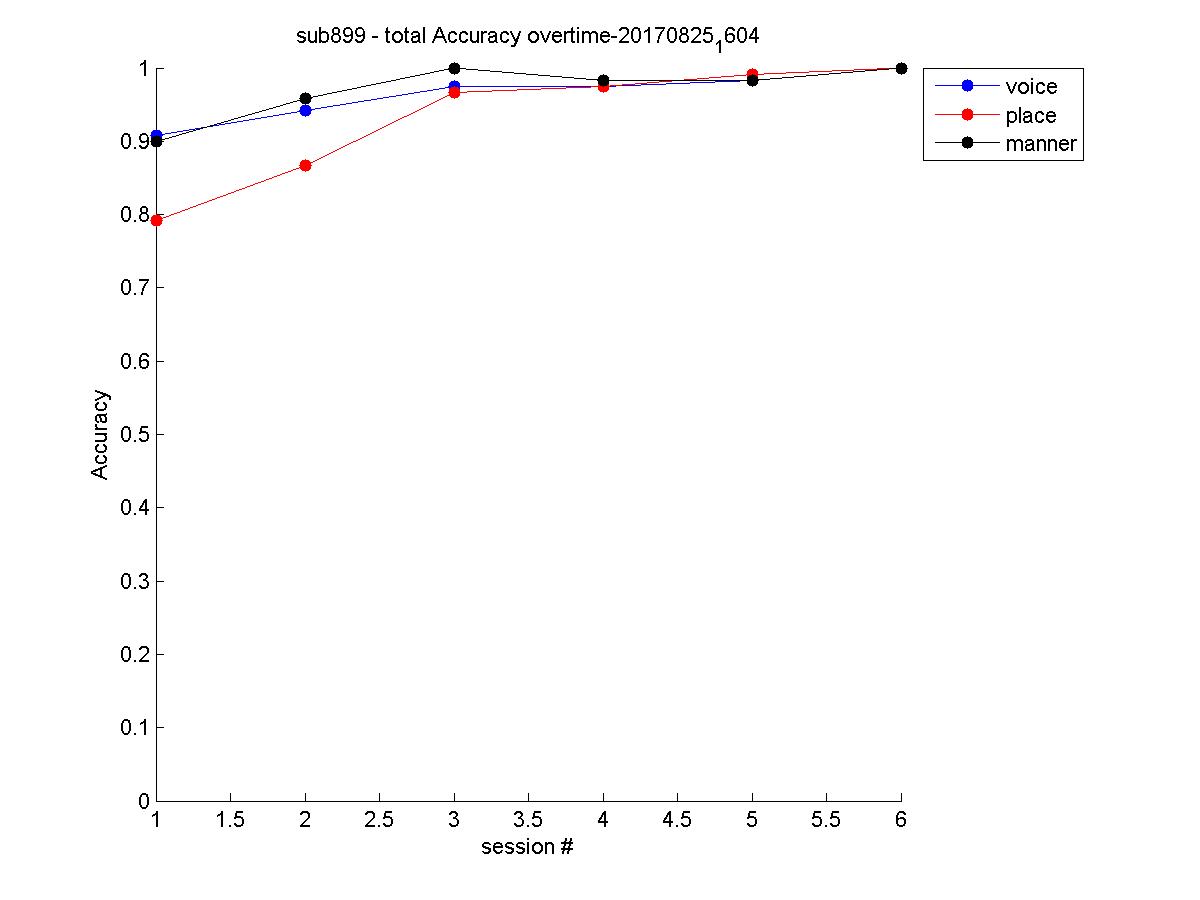 sub899 - total Accuracy overtime-20170825₁604
1
0.9
0.8
0.7
0.6
0.5
0.4
0.3
0.2
0.1
0
Accuracy
1 1.5 2 2.5 3 3.5 4 4.5 5 5.5 6
session #
voice
place
manner